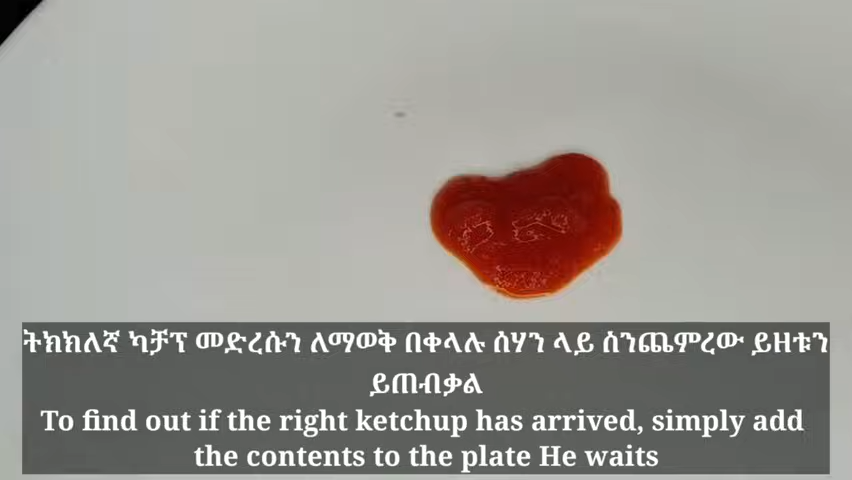 ትክክለኛ ካቻፕ መድረሱን ለማወቅ በቀላሉ ሰሃን ላይ ስንጨምረው ይዘቱን
ይጠብቃል
To find out if the right ketchup has arrived, simply add
the contents to the plate He waits